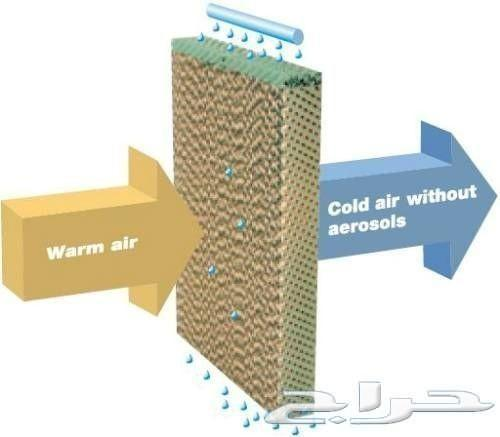 Warm air
Cold air without
aerosols
حراج